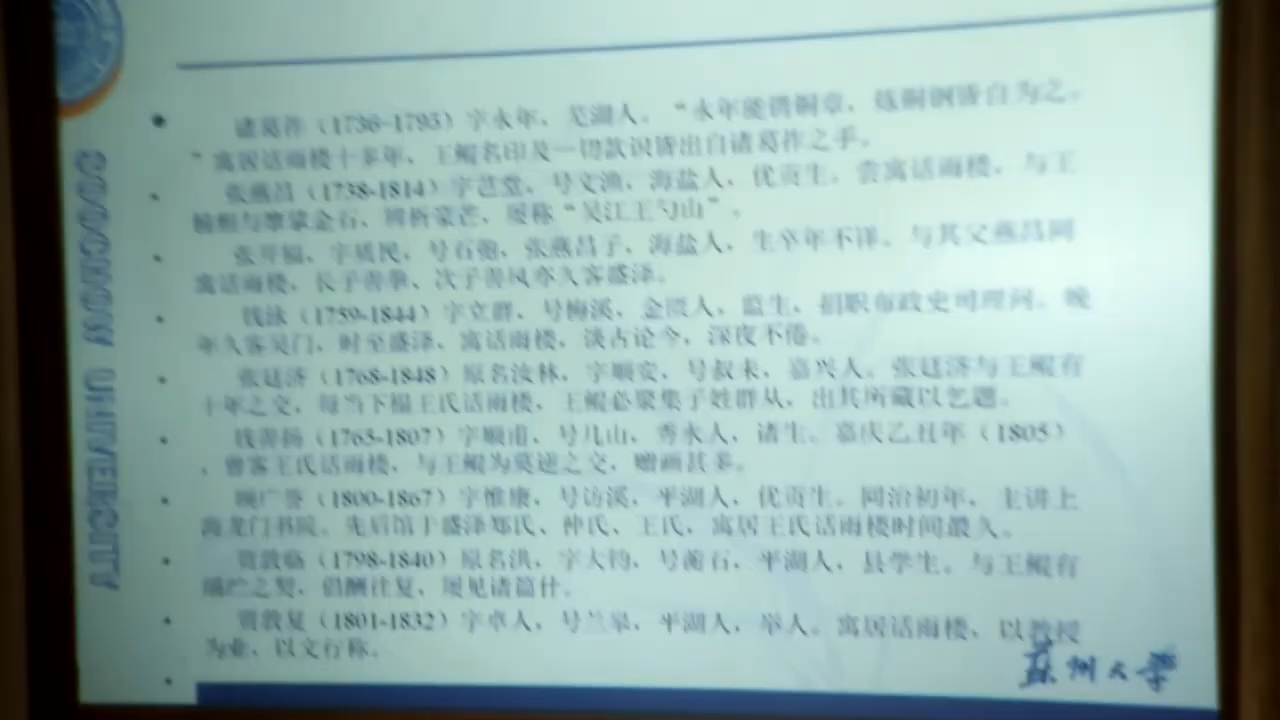 诸葛祚（1736-1795）字永年，芜湖人。“永年能镌铜章，炼铜钢皆自为之。
”寓居话雨楼十多年，王鲲名印及一切款识皆出自诸葛祚之手。
张燕昌（1738-1814）字芑堂，号文渔，海盐人，优贡生。尝寓话雨楼，与王
与摩挲金石，辨析毫芒，屡称“吴江王勺山”。
张开福，字质民，号石匏，张燕昌子，海盐人，生卒年不详。与其父燕昌同
寓话雨楼，长子善，次子善风亦久客盛泽。
钱泳（1759-1844）字立群，号梅溪，金匮人，监生，捐职布政史司理问。晚
年久客吴门，时至盛泽，寓话雨楼，谈古论今，深夜不倦。
张廷济（1768-1848）原名汝林，字顺安，号叔未，嘉兴人。张廷济与王鲲有
十年之交，每当下榻王氏话雨楼，王鲲必聚集子姓群从，出其所藏以乞题。
钱善扬（1765-1807）字顺甫，号几山，秀水人，诸生。嘉庆乙丑年（1805）
，曾客王氏话雨楼，与王鲲为莫逆之交，赠画甚多。
顾广誉（1800-1867）字惟康，号访溪，平湖人，优贡生。同治初年，主讲上
海龙门书院。先后馆于盛泽郑氏、仲氏、王氏，寓居王氏话雨楼时间最久。
贾敦临（1798-1840）原名洪，字大钧，号蘅石，平湖人，县学生。与王鲲有
缟纻之契，倡酬往复，屡见诸篇什。
贾敦复（1801-1832）字卓人，号兰皋，平湖人，举人。寓居话雨楼，以教授
为业，以文行称。
SOOCHOW UNIVERSITY
苏州大学